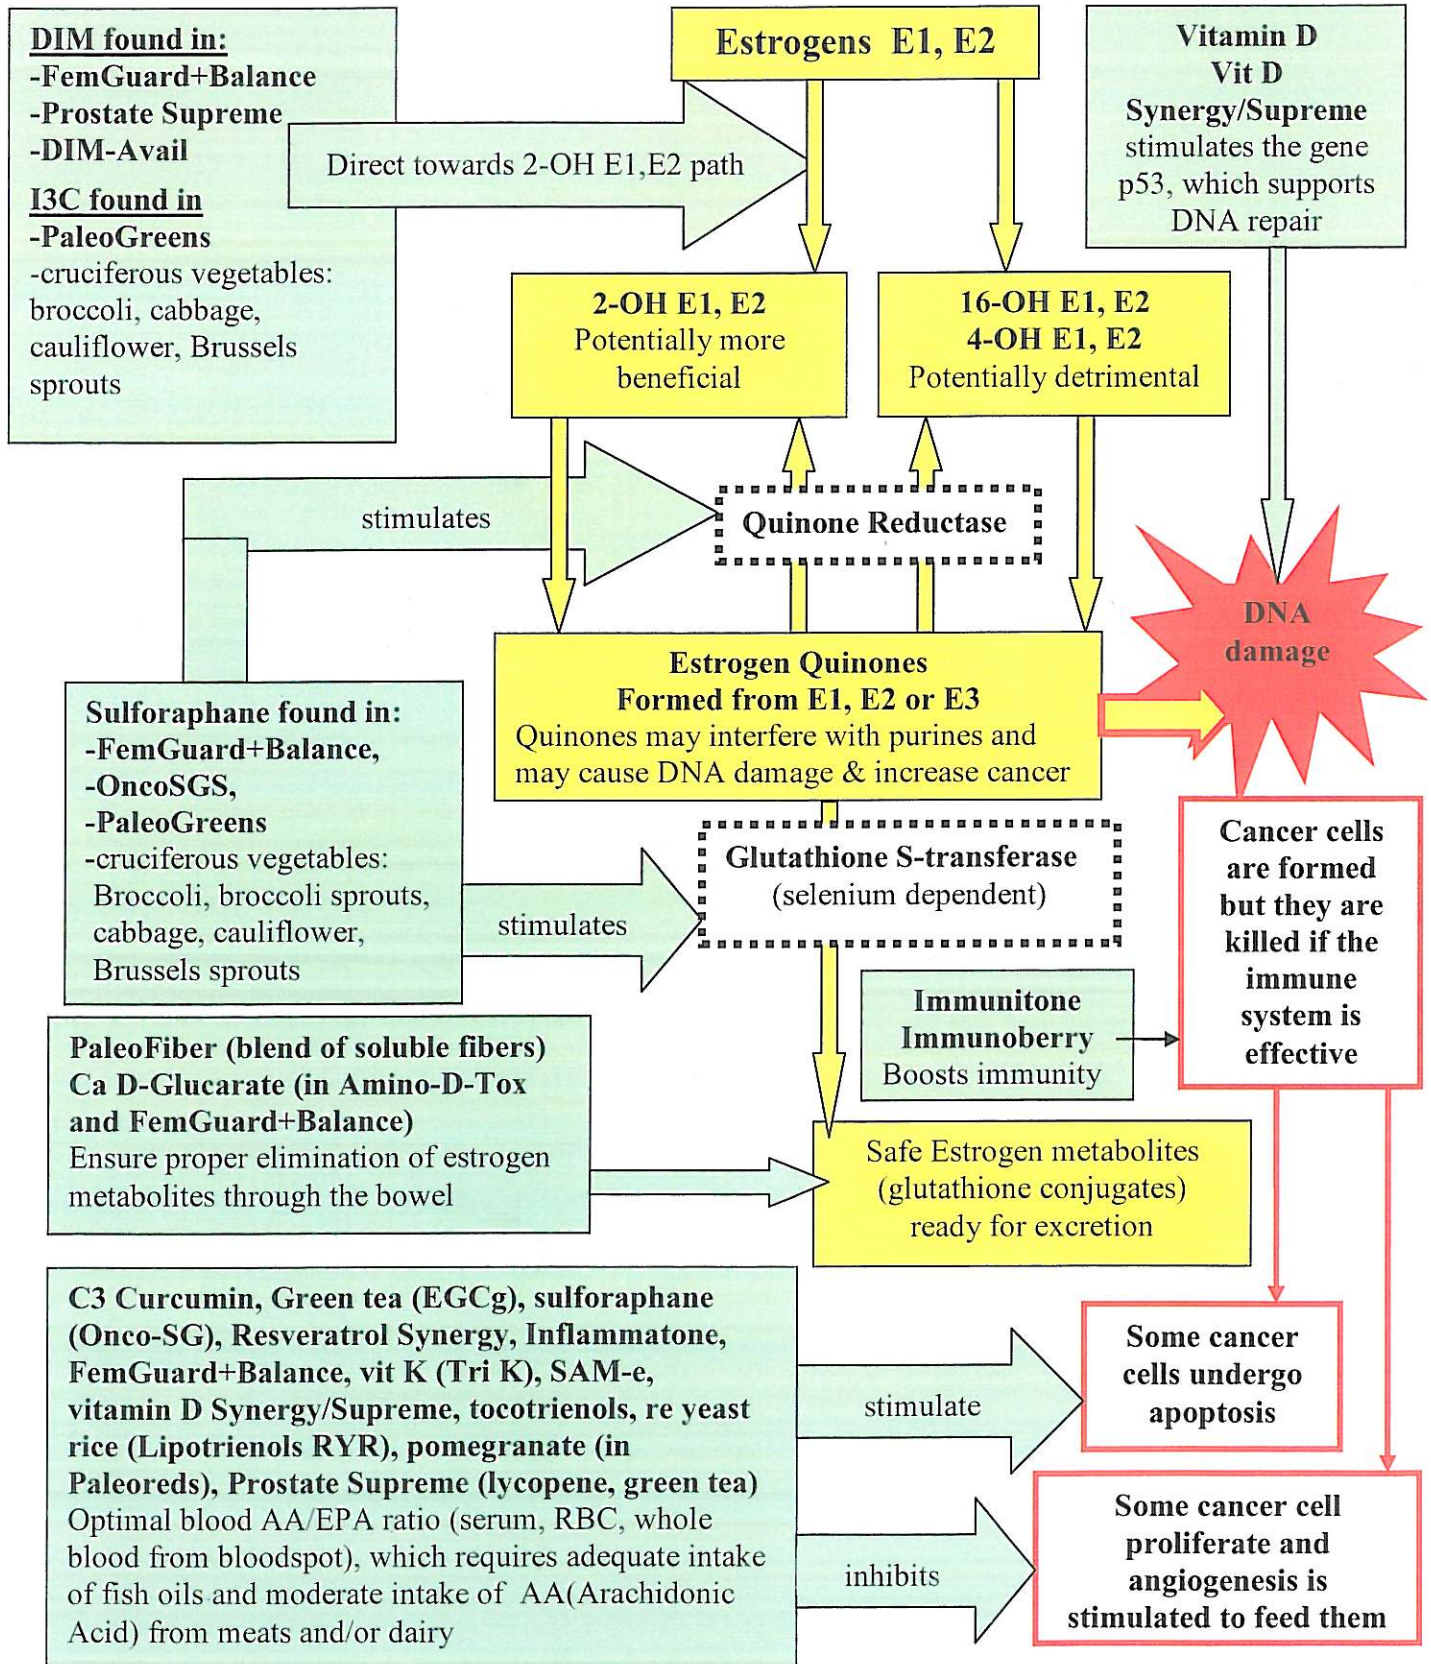 DIM found in:
-FemGuard+Balance
-Prostate Supreme
-DIM-Avail
I3C found in
-PaleoGreens
-cruciferous vegetables:
broccoli, cabbage,
cauliflower, Brussels
sprouts
Direct towards 2-OH E1,E2 path
Estrogens E1, E2
Vitamin D
Vit D
Synergy/Supreme
stimulates the gene
p53, which supports
DNA repair
2-OH E1, E2
Potentially more
beneficial
16-OH E1, E2
4-OH E1, E2
Potentially detrimental
stimulates
Quinone Reductase
DNA
damage
Estrogen Quinones
Formed from E1, E2 or E3
Quinones may interfere with purines and
may cause DNA damage & increase cancer
Sulforaphane found in:
-FemGuard+Balance,
-OncoSGS,
-PaleoGreens
-cruciferous vegetables:
Broccoli, broccoli sprouts,
cabbage, cauliflower,
Brussels sprouts
stimulates
Glutathione S-transferase
(selenium dependent)
Cancer cells
are formed
but they are
killed if the
immune
system is
effective
Immunitone
Immunoberry
Boosts immunity
PaleoFiber (blend of soluble fibers)
Ca D-Glucarate (in Amino-D-Tox
and FemGuard+Balance)
Ensure proper elimination of estrogen
metabolites through the bowel
Safe Estrogen metabolites
(glutathione conjugates)
ready for excretion
C3 Curcumin, Green tea (EGCg), sulforaphane
(Onco-SG), Resveratrol Synergy, Inflammatone,
FemGuard+Balance, vit K (Tri K), SAM-e,
vitamin D Synergy/Supreme, tocotrienols, re yeast
rice (Lipotrienols RYR), pomegranate (in
Paleoreds), Prostate Supreme (lycopene, green tea)
Optimal blood AA/EPA ratio (serum, RBC, whole
blood from bloodspot), which requires adequate intake
of fish oils and moderate intake of AA(Arachidonic
Acid) from meats and/or dairy
stimulate
Some cancer
cells undergo
apoptosis
inhibits
Some cancer cell
proliferate and
angiogenesis is
stimulated to feed them